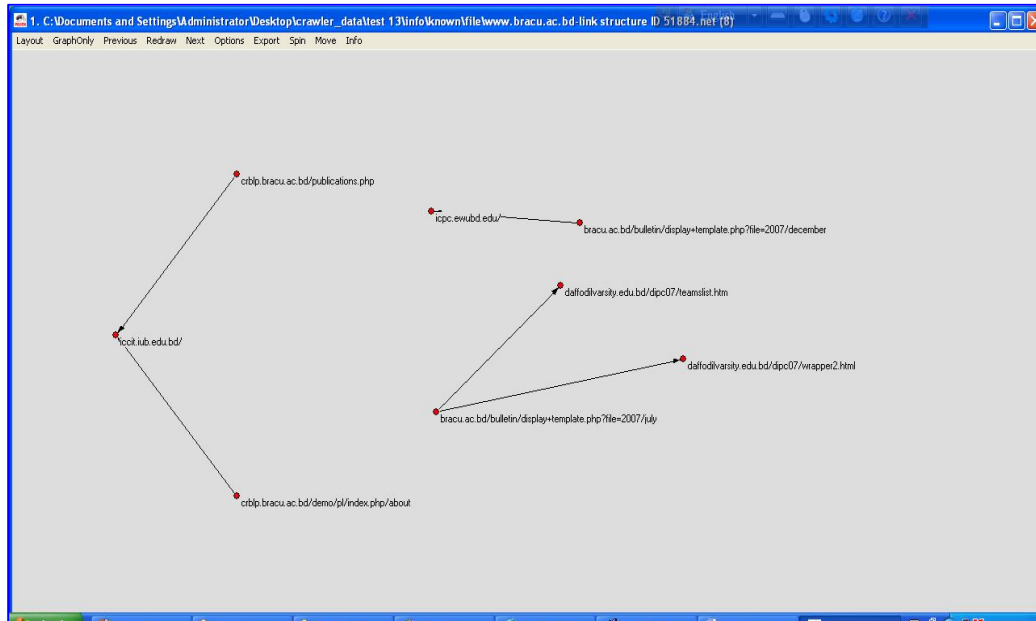 1. C:\Documents and Settings\Administrator\Desktop\crawler_data\test 13\info\known\file\www.bracu.ac.bd-link structure ID 51884.net (8)
Layout GraphOnly Previous Redraw Next Options Export Spin Move Info
crblp.bracu.ac.bd/publications.php
icpc.ewubd.edu/
bracu.ac.bd/bulletin/display+template.php?file=2007/december
daffodilvarsity.edu.bd/dipc07/teamslist.htm
iccit.iub.edu.bd/
daffodilvarsity.edu.bd/dipc07/wrapper2.html
bracu.ac.bd/bulletin/display+template.php?file=2007/july
crblp.bracu.ac.bd/demo/pl/index.php/about